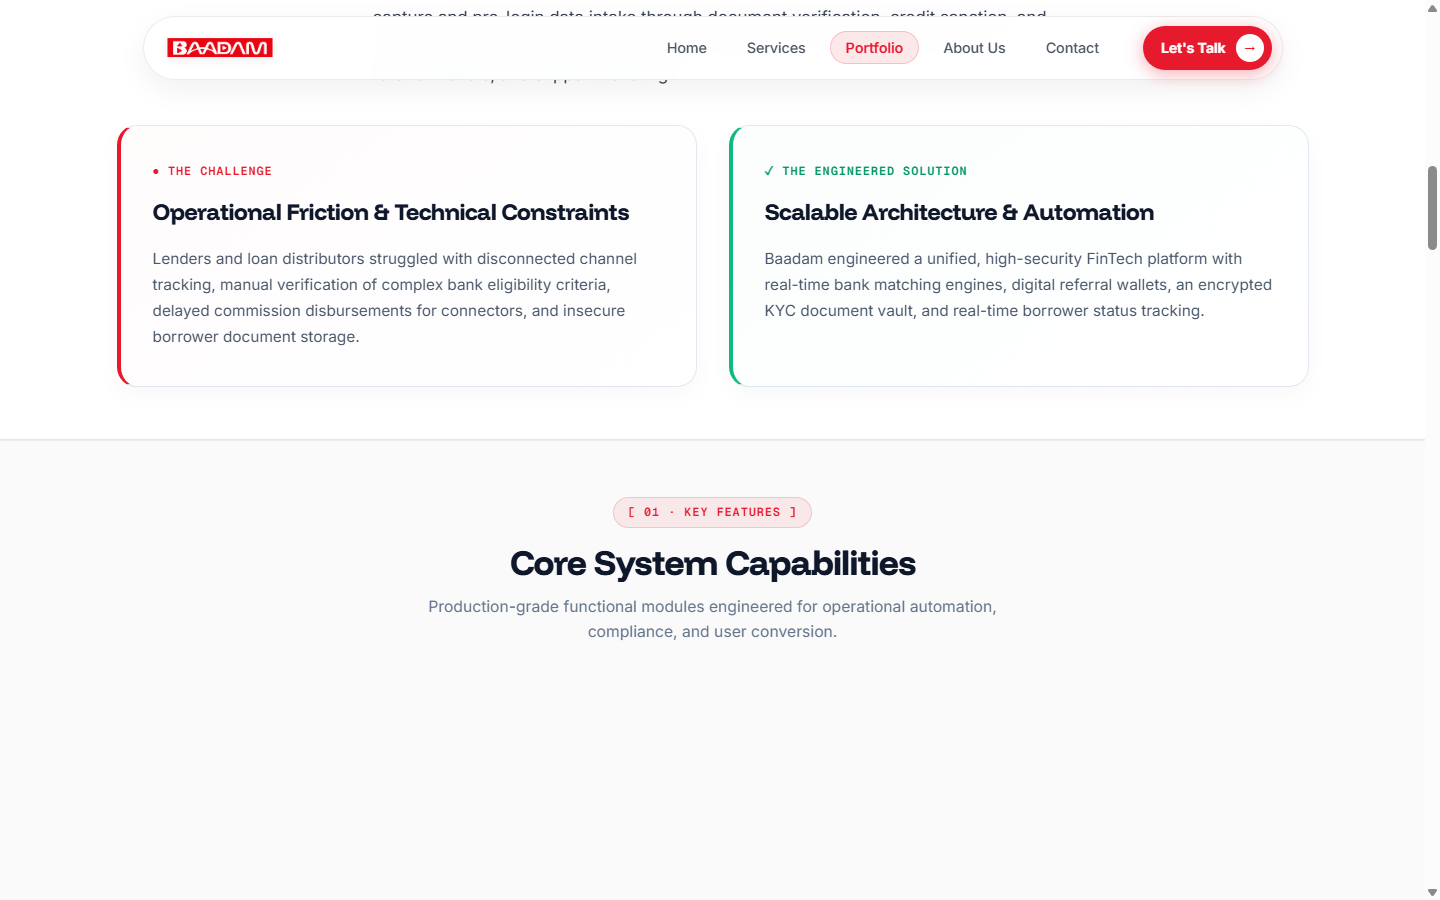 BAADAM
Home
Services
Portfolio
About Us
Contact
Let's Talk →
● THE CHALLENGE
Operational Friction & Technical Constraints
Lenders and loan distributors struggled with disconnected channel
tracking, manual verification of complex bank eligibility criteria,
delayed commission disbursements for connectors, and insecure
borrower document storage.
✓ THE ENGINEERED SOLUTION
Scalable Architecture & Automation
Baadam engineered a unified, high-security FinTech platform with
real-time bank matching engines, digital referral wallets, an encrypted
KYC document vault, and real-time borrower status tracking.
[ 01 · KEY FEATURES ]
Core System Capabilities
Production-grade functional modules engineered for operational automation,
compliance, and user conversion.